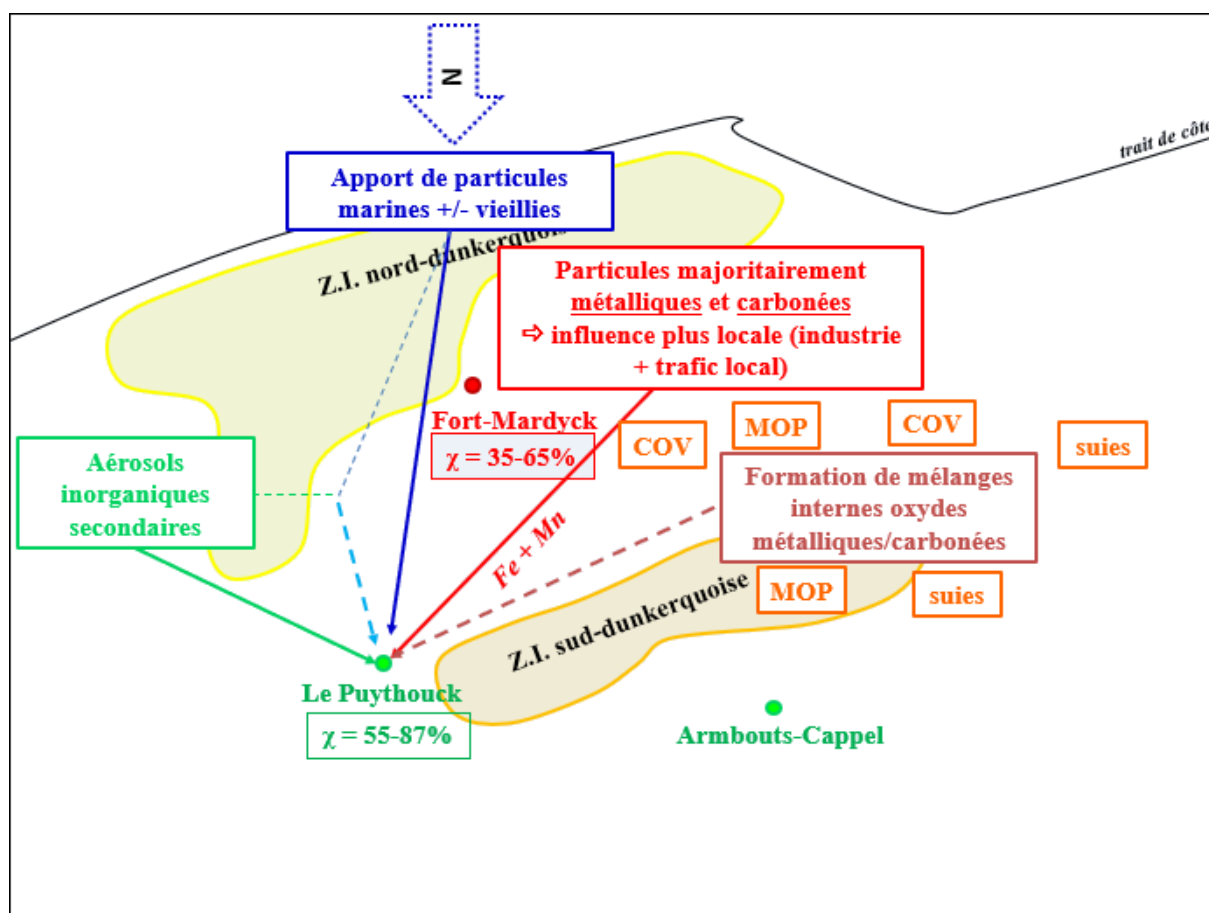 N
trait de côte
Apport de particules
marines +/- vieillies
Z.I. nord-dunkerquois
Particules majoritairement
métalliques et carbonées
⇨ influence plus locale (industrie
+ trafic local)
Fort-Mardyck
χ = 35-65%
COV
MOP
COV
suies
Aérosols
inorganiques
secondaires
Formation de mélanges
internes oxydes
métalliques/carbonées
Fe + Mn
MOP
suies
Z.I. sud-dunkerquoise
Le Puythouck
χ = 55-87%
Armbouts-Cappel